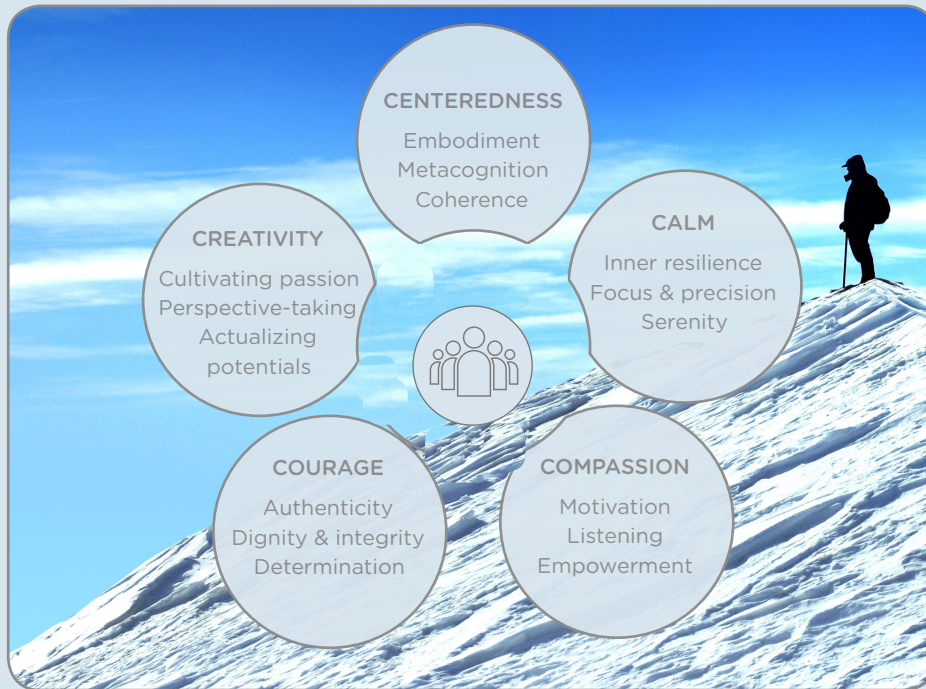 CENTEREDNESS
Embodiment
Metacognition
Coherence
CREATIVITY
Cultivating passion
Perspective-taking
Actualizing
potentials
CALM
Inner resilience
Focus & precision
Serenity
COURAGE
Authenticity
Dignity & integrity
Determination
COMPASSION
Motivation
Listening
Empowerment